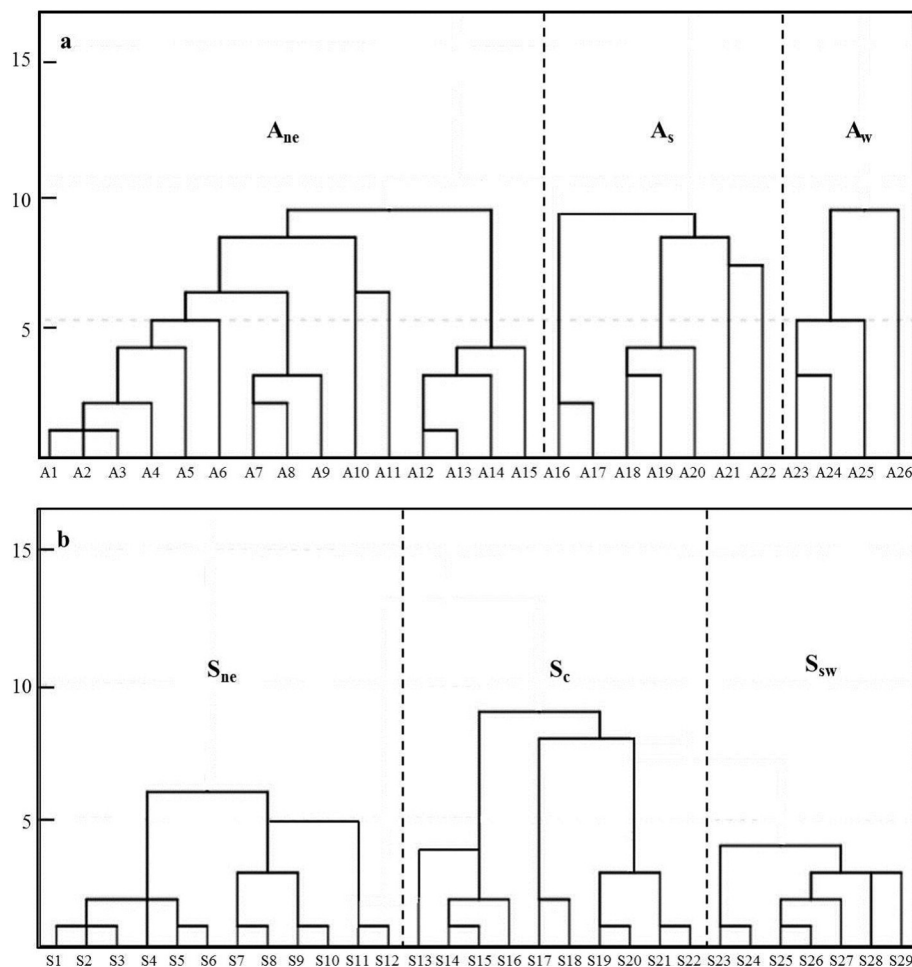 a
15
A_ne A_s A_w
10
5
A1 A2 A3 A4 A5 A6 A7 A8 A9 A10 A11 A12 A13 A14 A15 A16 A17 A18 A19 A20 A21 A22 A23 A24 A25 A26
b
15
S_ne S_c S_sw
10
5
S1 S2 S3 S4 S5 S6 S7 S8 S9 S10 S11 S12 S13 S14 S15 S16 S17 S18 S19 S20 S21 S22 S23 S24 S25 S26 S27 S28 S29